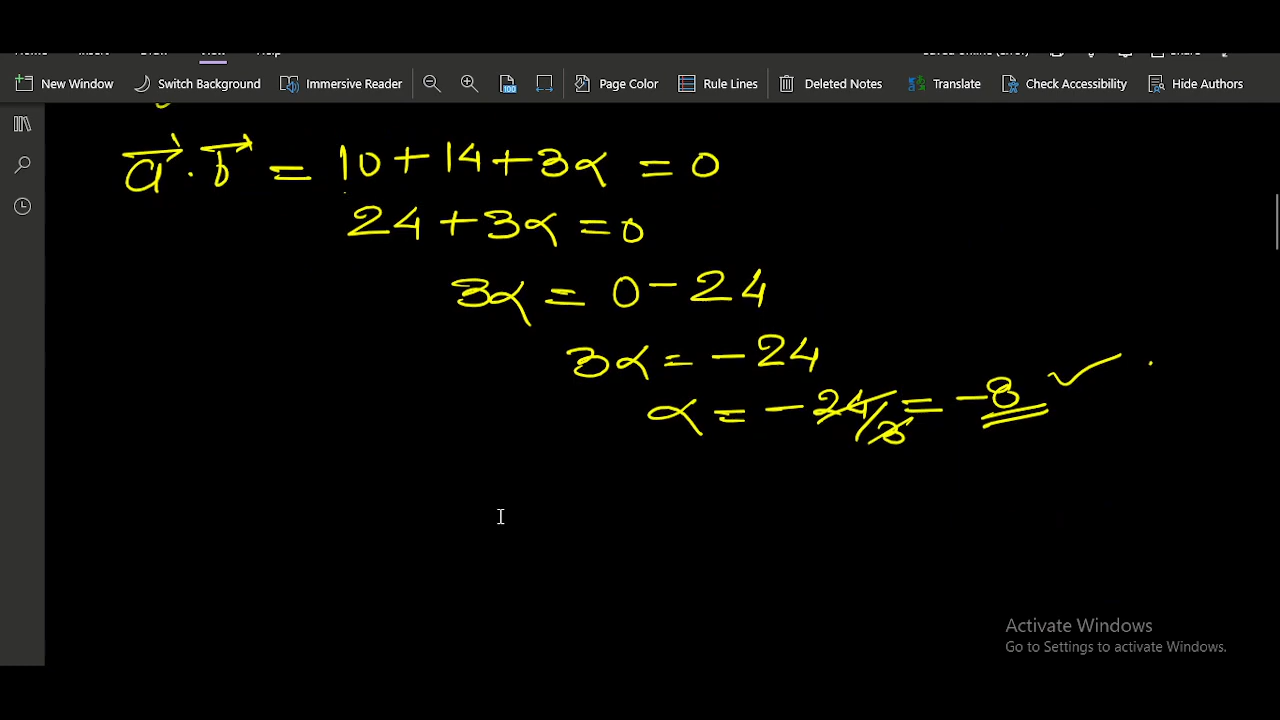 New Window Switch Background Immersive Reader 100 Page Color Rule Lines Deleted Notes Translate Check Accessibility Hide Authors
a⃗ · b⃗ = 10 + 14 + 3α = 0
24 + 3α = 0
3α = 0 - 24
3α = - 24
α = - 24/3 = - 8 ✓ .
Activate Windows
Go to Settings to activate Windows.